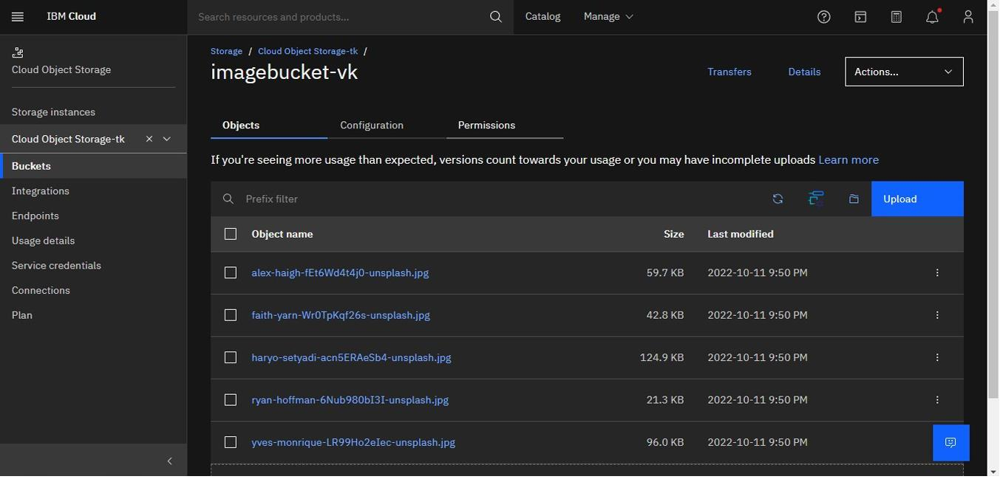 IBM Cloud
Search resources and products...
Catalog
Manage
Cloud Object Storage
Storage instances
Cloud Object Storage-tk
Buckets
Integrations
Endpoints
Usage details
Service credentials
Connections
Plan
Storage / Cloud Object Storage-tk /
imagebucket-vk
Transfers
Details
Actions...
Objects
Configuration
Permissions
If you're seeing more usage than expected, versions count towards your usage or you may have incomplete uploads Learn more
Prefix filter
Upload
Object name Size Last modified
alex-haigh-fEt6Wd4t4j0-unsplash.jpg 59.7 KB 2022-10-11 9:50 PM
faith-yarn-Wr0TpKqf26s-unsplash.jpg 42.8 KB 2022-10-11 9:50 PM
haryo-setyadi-acn5ERAeSb4-unsplash.jpg 124.9 KB 2022-10-11 9:50 PM
ryan-hoffman-6Nub980bI3I-unsplash.jpg 21.3 KB 2022-10-11 9:50 PM
yves-monrique-LR99Ho2eIec-unsplash.jpg 96.0 KB 2022-10-11 9:50 PM